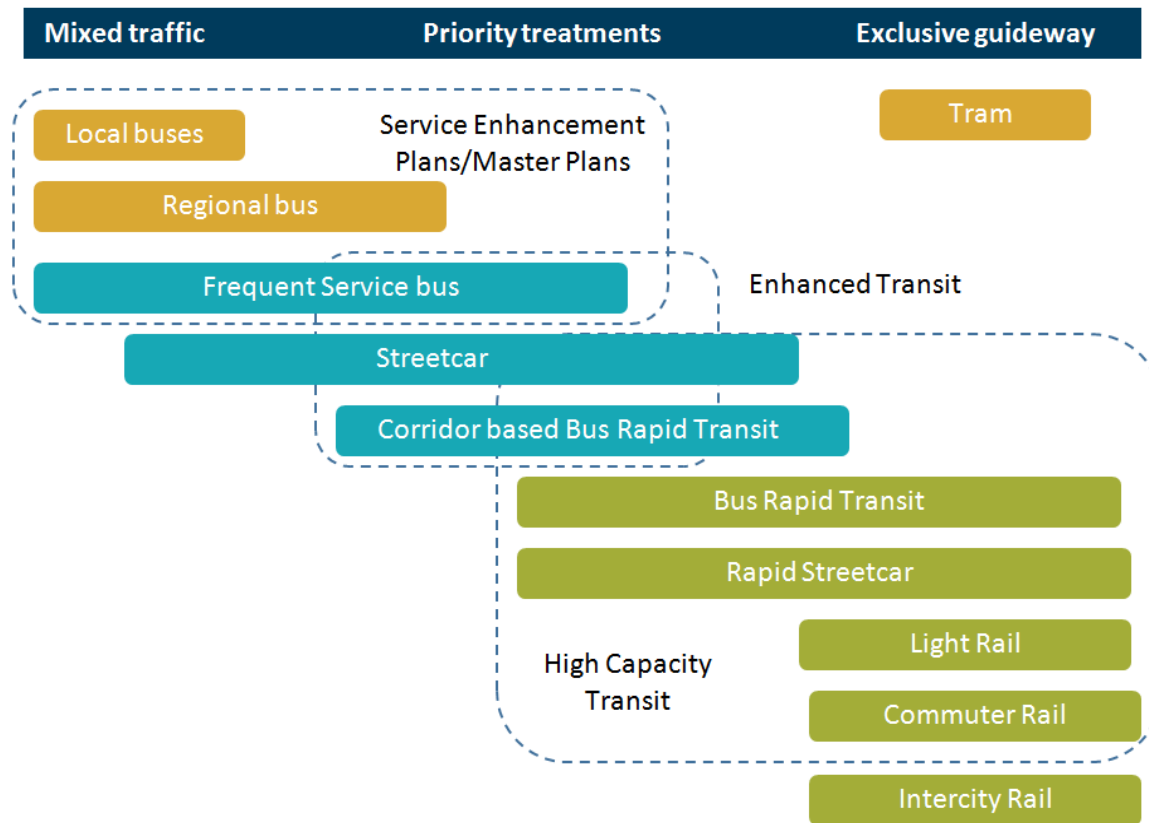 Mixed traffic
Priority treatments
Exclusive guideway
Local buses
Service Enhancement
Plans/Master Plans
Tram
Regional bus
Frequent Service bus
Enhanced Transit
Streetcar
Corridor based Bus Rapid Transit
Bus Rapid Transit
Rapid Streetcar
Light Rail
High Capacity
Transit
Commuter Rail
Intercity Rail